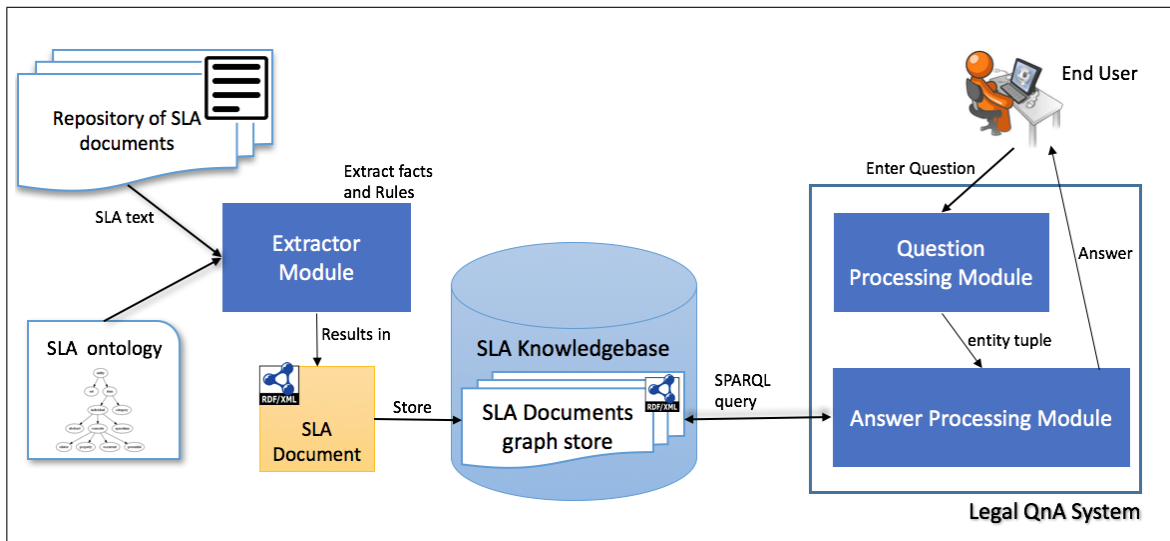 Repository of SLA
documents
SLA text
Extract facts
and Rules
Extractor
Module
SLA ontology
Results in
RDF/XML
SLA
Document
Store
SLA Knowledgebase
RDF/XML
SLA Documents
graph store
SPARQL
query
End User
Enter Question
Question
Processing Module
Answer
entity tuple
Answer Processing Module
Legal QnA System